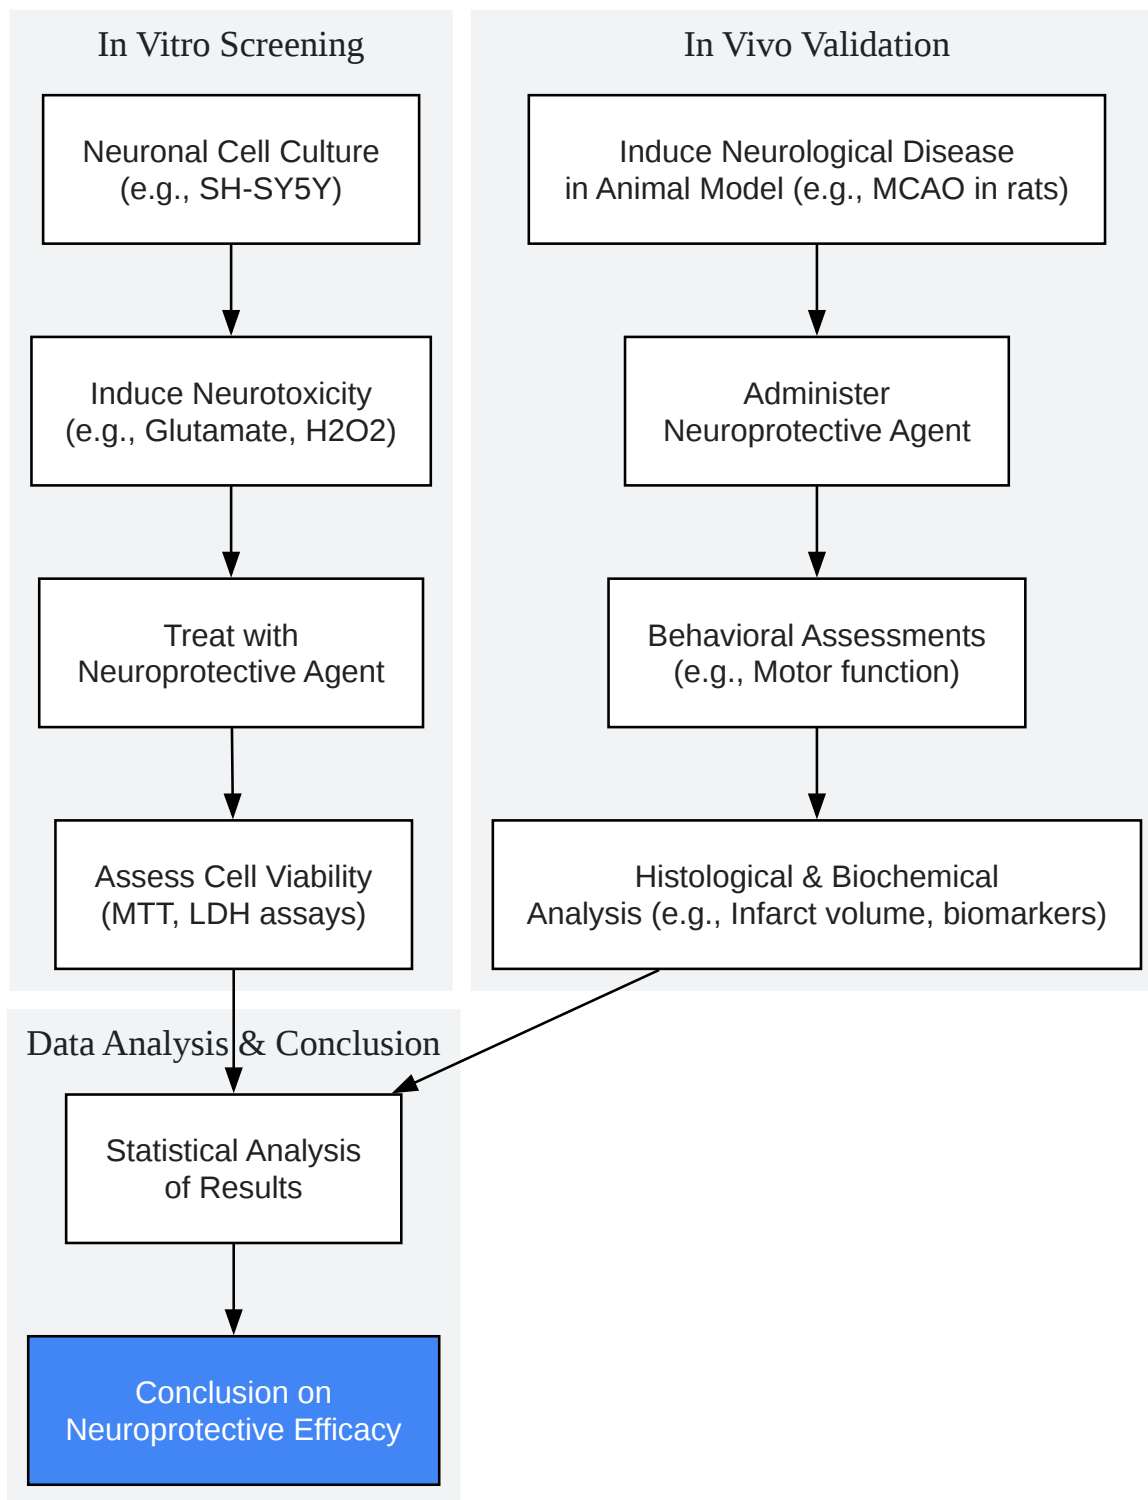 In Vitro Screening
Neuronal Cell Culture
(e.g., SH-SY5Y)
Induce Neurotoxicity
(e.g., Glutamate, H2O2)
Treat with
Neuroprotective Agent
Assess Cell Viability
(MTT, LDH assays)
In Vivo Validation
Induce Neurological Disease
in Animal Model (e.g., MCAO in rats)
Administer
Neuroprotective Agent
Behavioral Assessments
(e.g., Motor function)
Histological & Biochemical
Analysis (e.g., Infarct volume, biomarkers)
Data Analysis & Conclusion
Statistical Analysis
of Results
Conclusion on
Neuroprotective Efficacy